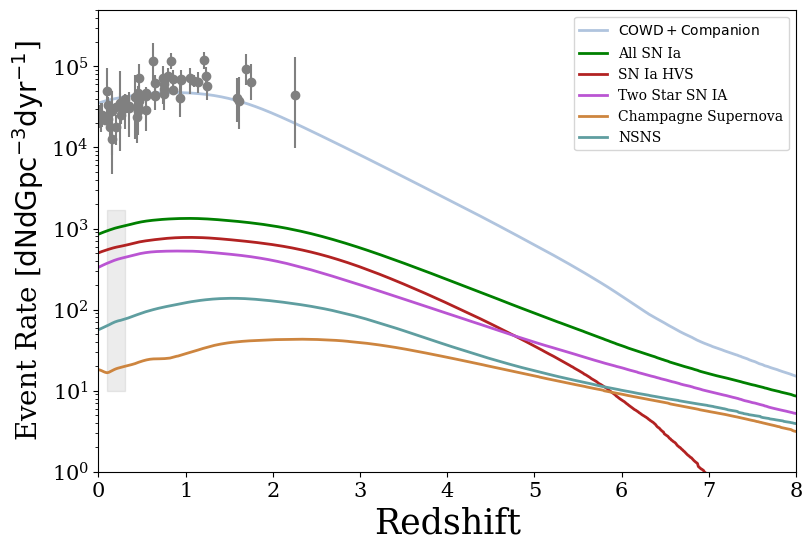 COWD + Companion
All SN Ia
SN Ia HVS
Two Star SN IA
Champagne Supernova
NSNS
Event Rate [dNdGpc⁻³dyr⁻¹]
10⁵
10⁴
10³
10²
10¹
10⁰
0 1 2 3 4 5 6 7 8
Redshift